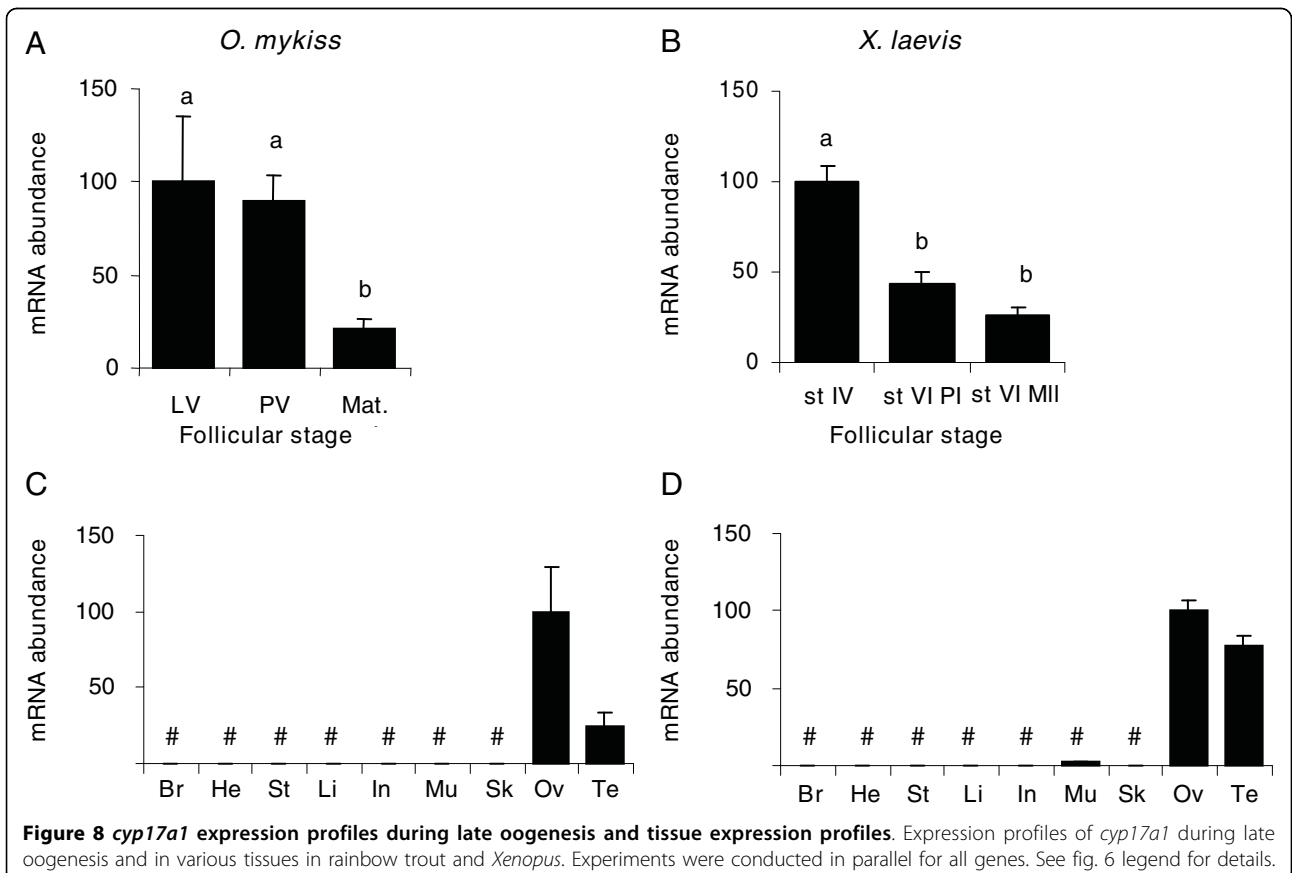 A
O. mykiss
mRNA abundance
150
100
50
0
a
a
b
LV PV Mat.
Follicular stage
B
X. laevis
mRNA abundance
150
100
50
0
a
b
b
st IV st VI PI st VI MII
Follicular stage
C
mRNA abundance
150
100
50
# # # # # # #
Br He St Li In Mu Sk Ov Te
D
mRNA abundance
150
100
50
# # # # # # #
Br He St Li In Mu Sk Ov Te
Figure 8 cyp17a1 expression profiles during late oogenesis and tissue expression profiles. Expression profiles of cyp17a1 during late
oogenesis and in various tissues in rainbow trout and Xenopus. Experiments were conducted in parallel for all genes. See fig. 6 legend for details.